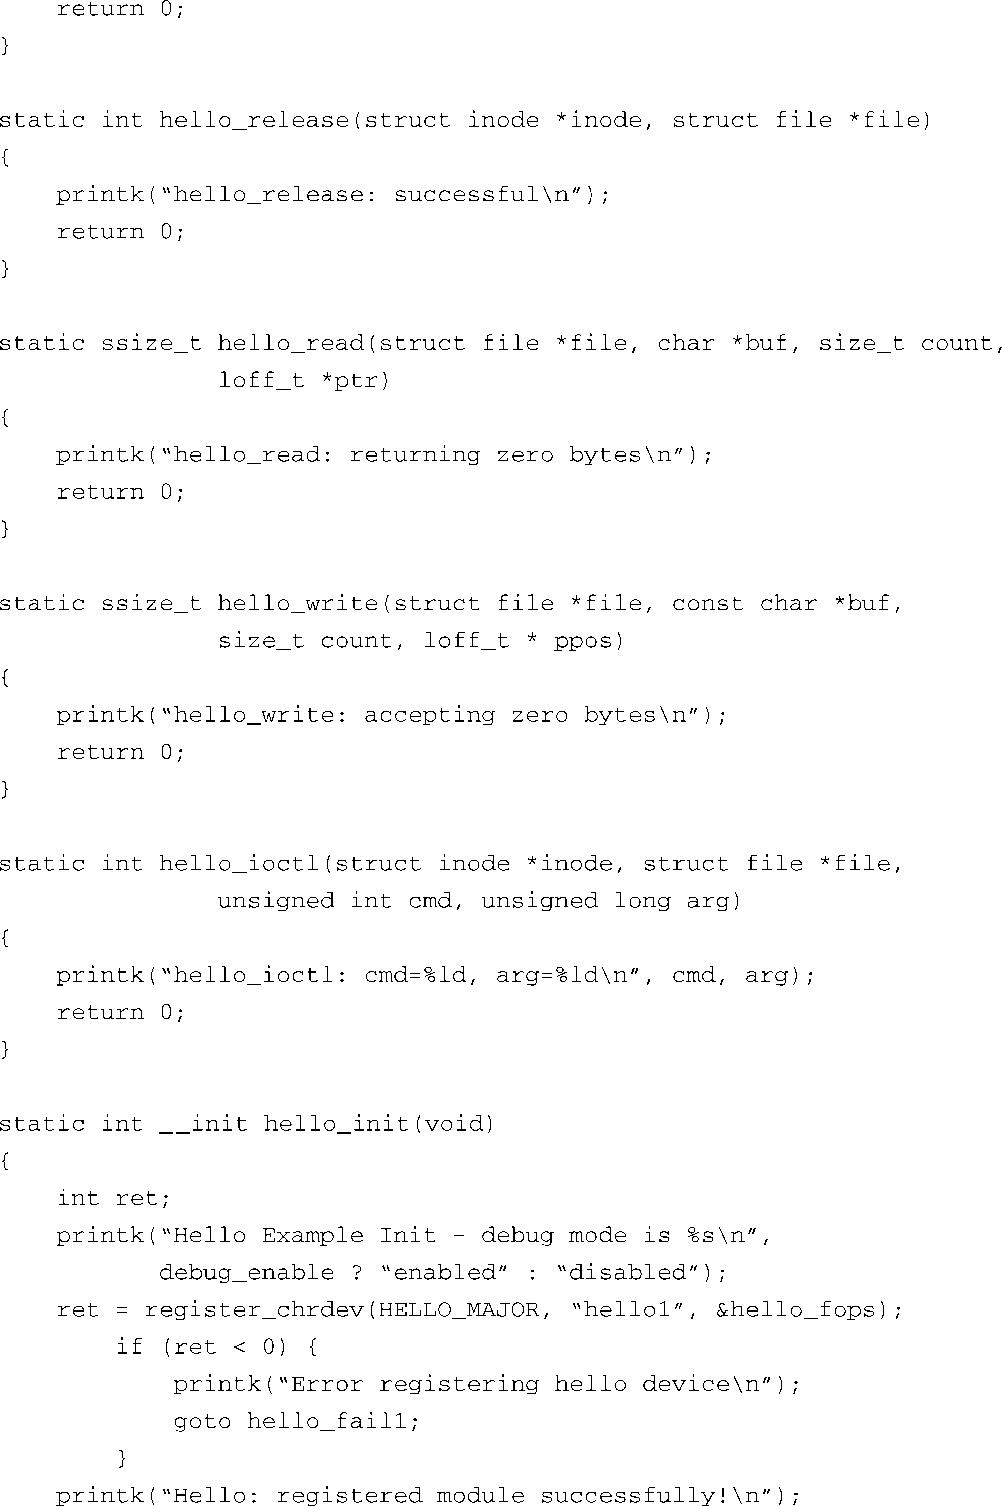 return 0;
}

static int hello_release(struct inode *inode, struct file *file)
{
    printk(“hello_release: successful\n”);
    return 0;
}

static ssize_t hello_read(struct file *file, char *buf, size_t count,
               loff_t *ptr)
{
    printk(“hello_read: returning zero bytes\n”);
    return 0;
}

static ssize_t hello_write(struct file *file, const char *buf,
               size_t count, loff_t * ppos)
{
    printk(“hello_write: accepting zero bytes\n”);
    return 0;
}

static int hello_ioctl(struct inode *inode, struct file *file,
               unsigned int cmd, unsigned long arg)
{
    printk(“hello_ioctl: cmd=%ld, arg=%ld\n”, cmd, arg);
    return 0;
}

static int __init hello_init(void)
{
    int ret;
    printk(“Hello Example Init - debug mode is %s\n”,
           debug_enable ? “enabled” : “disabled”);
    ret = register_chrdev(HELLO_MAJOR, “hello1”, &hello_fops);
        if (ret < 0) {
            printk(“Error registering hello device\n”);
            goto hello_fail1;
        }
    printk(“Hello: registered module successfully!\n”);